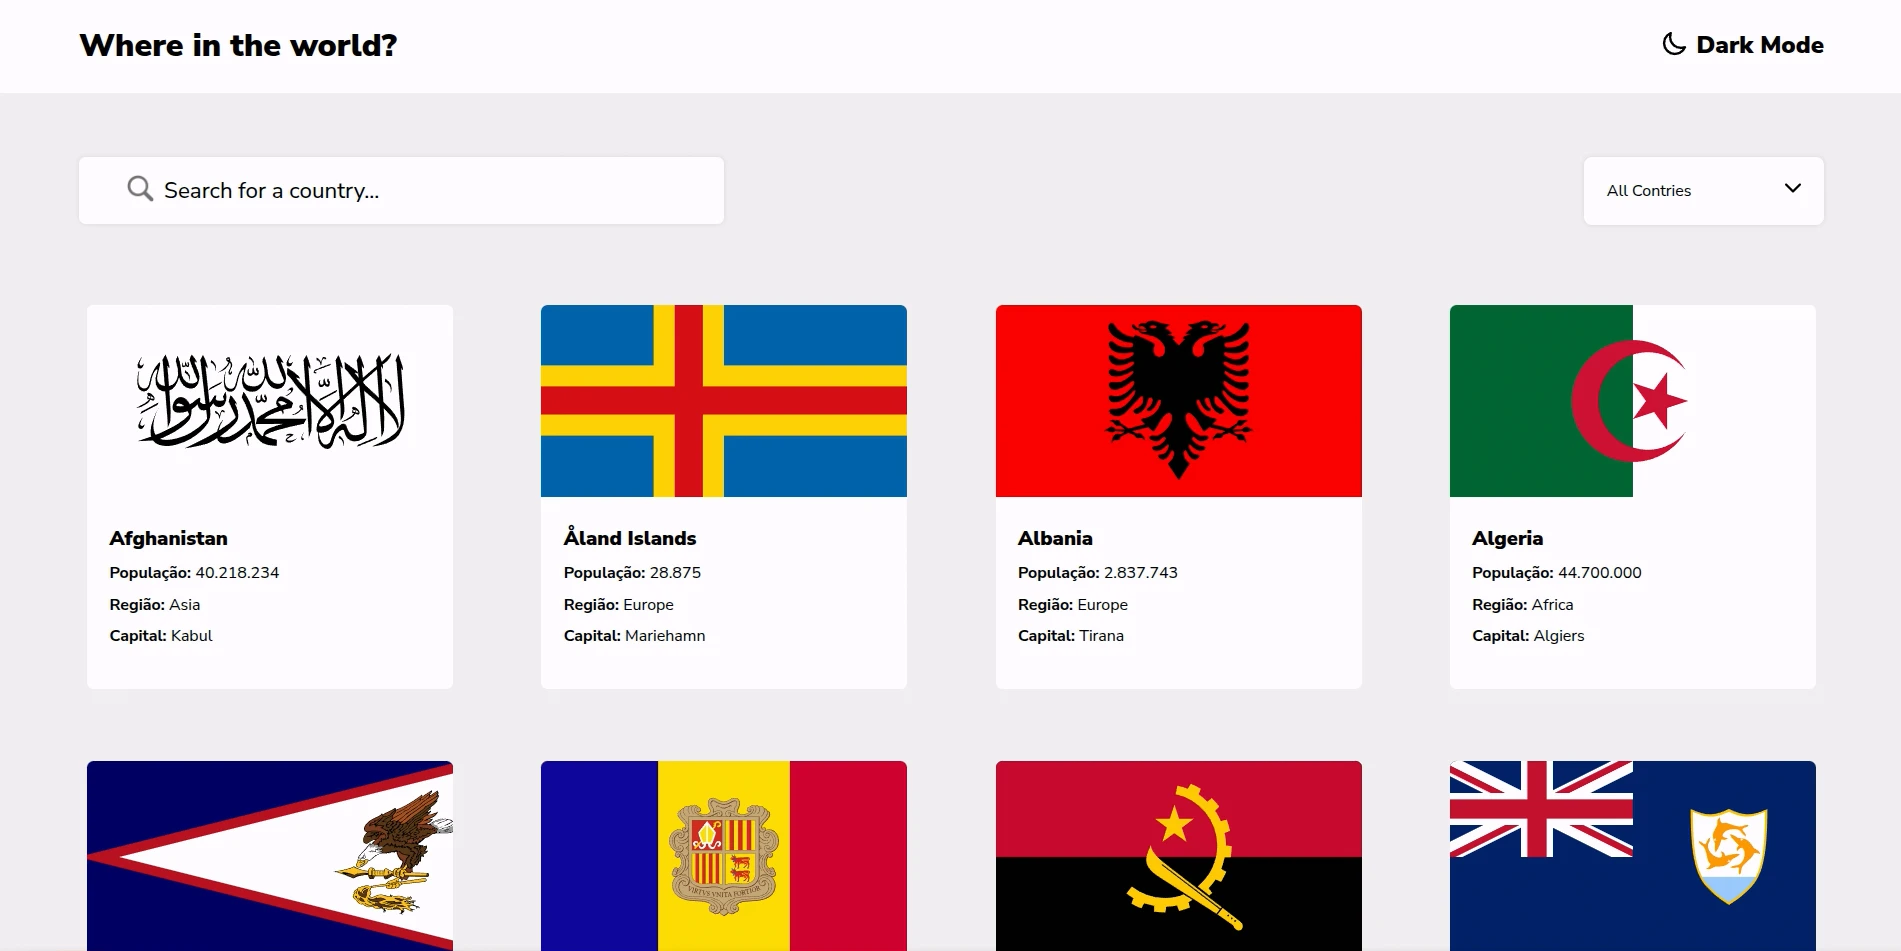 Where in the world?
Dark Mode
Search for a country...
All Contries
لا إله إلا الله محمد رسول الله
Afghanistan
População: 40.218.234
Região: Asia
Capital: Kabul
Åland Islands
População: 28.875
Região: Europe
Capital: Mariehamn
Albania
População: 2.837.743
Região: Europe
Capital: Tirana
Algeria
População: 44.700.000
Região: Africa
Capital: Algiers
VIRTVS VNITA FORTIOR